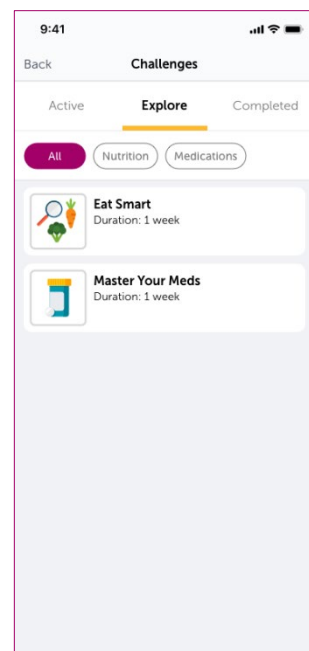 9:41
Back Challenges
Active Explore Completed
All Nutrition Medications
Eat Smart
Duration: 1 week
Master Your Meds
Duration: 1 week